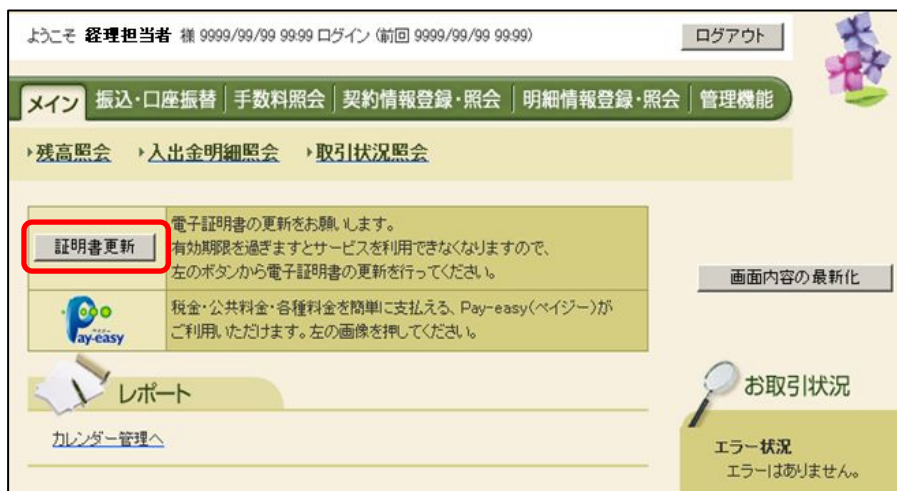 ようこそ 経理担当者 様 9999/99/99 99:99 ログイン (前回 9999/99/99 99:99)
ログアウト
メイン 振込・口座振替 手数料照会 契約情報登録・照会 明細情報登録・照会 管理機能
残高照会 入出金明細照会 取引状況照会
証明書更新
電子証明書の更新をお願いします。
有効期限を過ぎますとサービスを利用できなくなりますので、
左のボタンから電子証明書の更新を行ってください。
画面内容の最新化
Pay-easy
ペイジー
税金・公共料金・各種料金を簡単に支払える、Pay-easy(ペイジー)が
ご利用いただけます。左の画像を押してください。
レポート
お取引状況
カレンダー管理へ
エラー状況
エラーはありません。